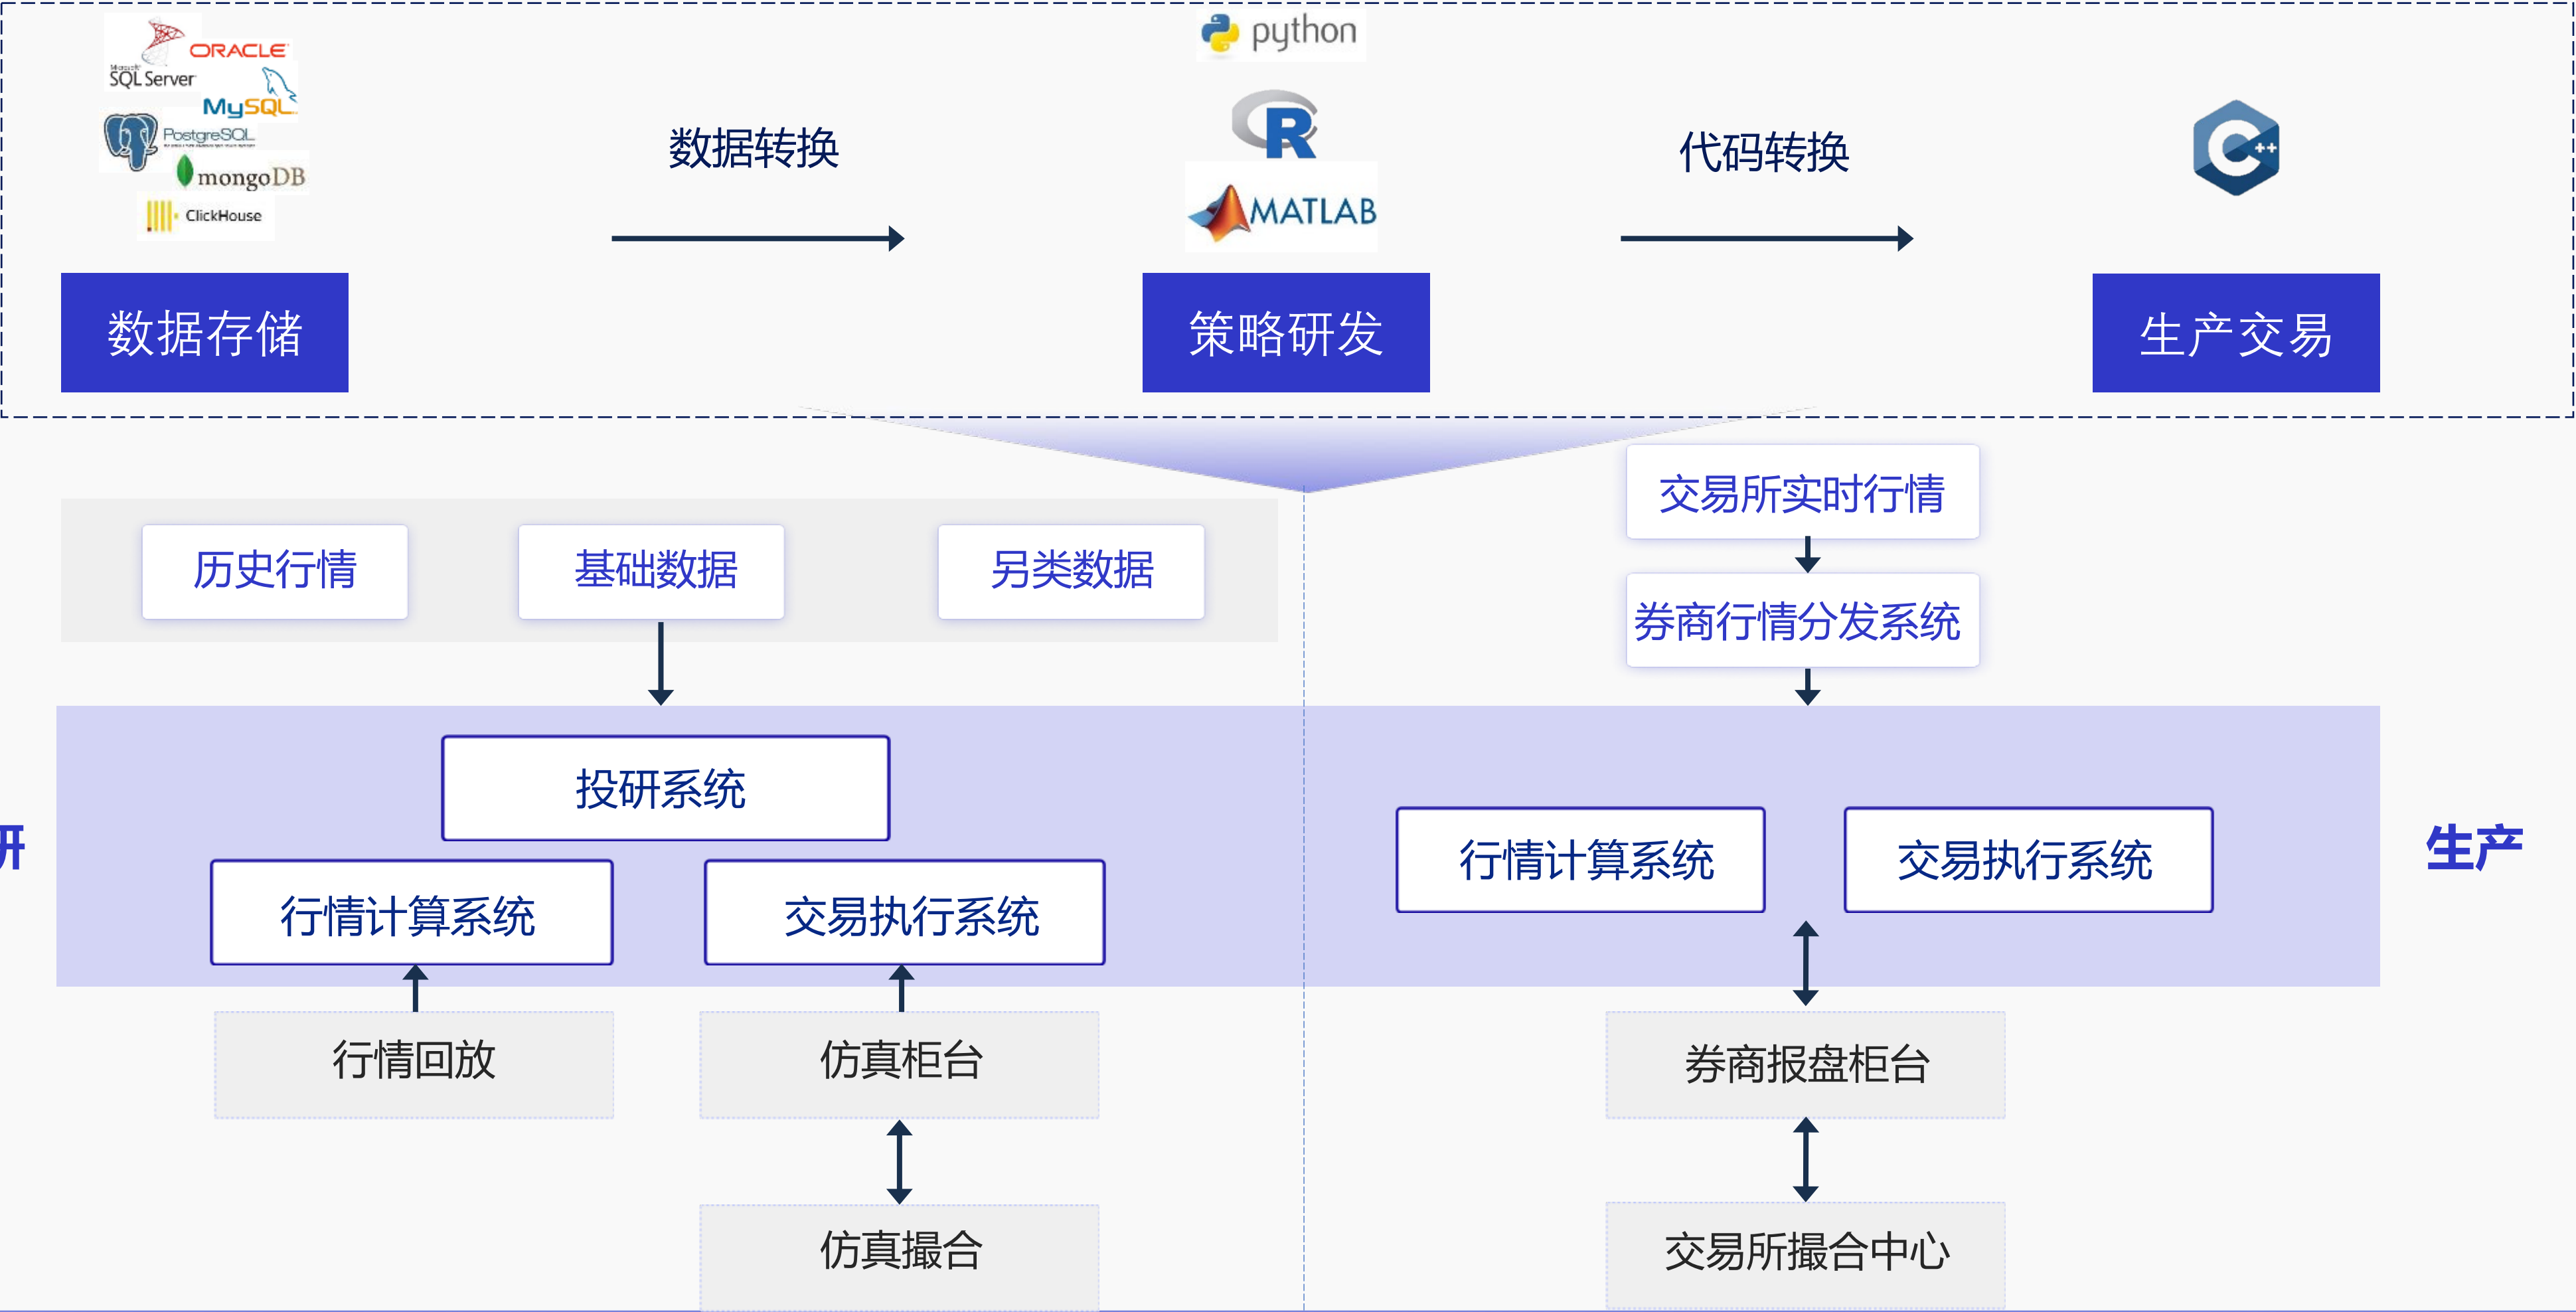 Microsoft
SQL Server
ORACLE
MySQL
PostgreSQL
mongoDB
ClickHouse
数据转换
python
R
MATLAB
代码转换
C++
数据存储
策略研发
生产交易
历史行情
基础数据
另类数据
交易所实时行情
券商行情分发系统
研
投研系统
行情计算系统
交易执行系统
行情计算系统
交易执行系统
生产
行情回放
仿真柜台
券商报盘柜台
仿真撮合
交易所撮合中心